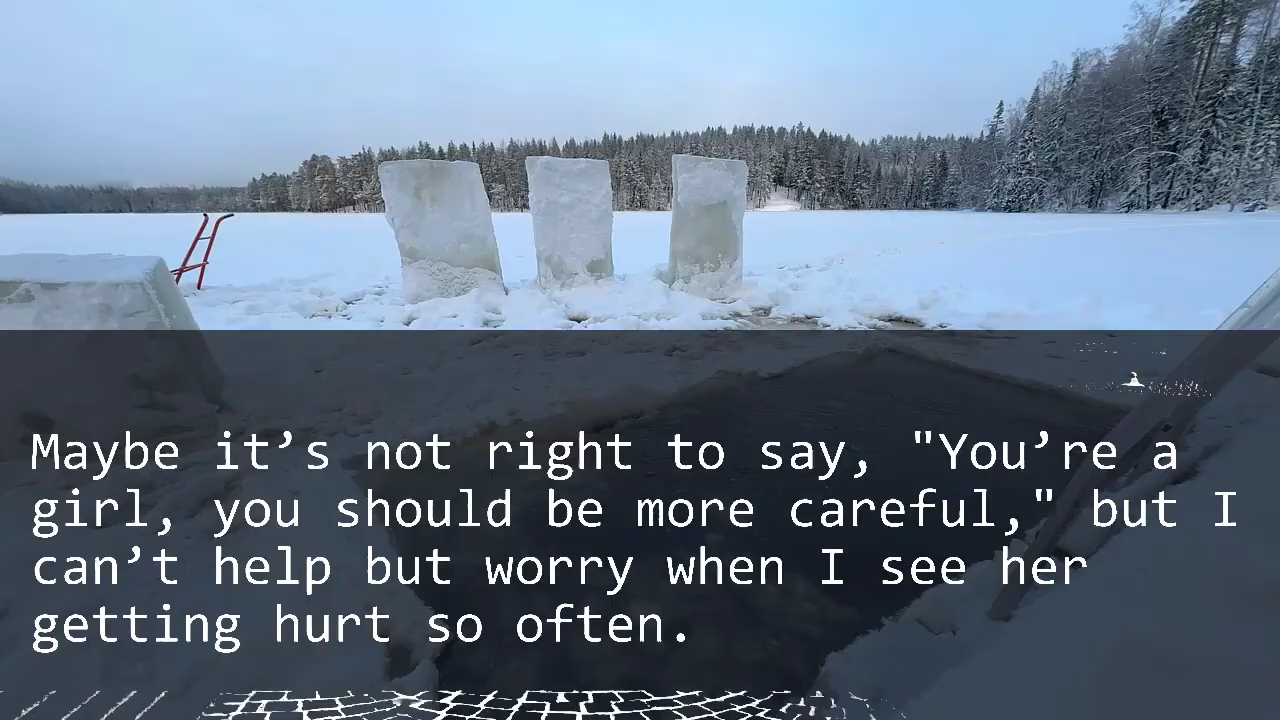 Maybe it’s not right to say, "You’re a
girl, you should be more careful," but I
can’t help but worry when I see her
getting hurt so often.